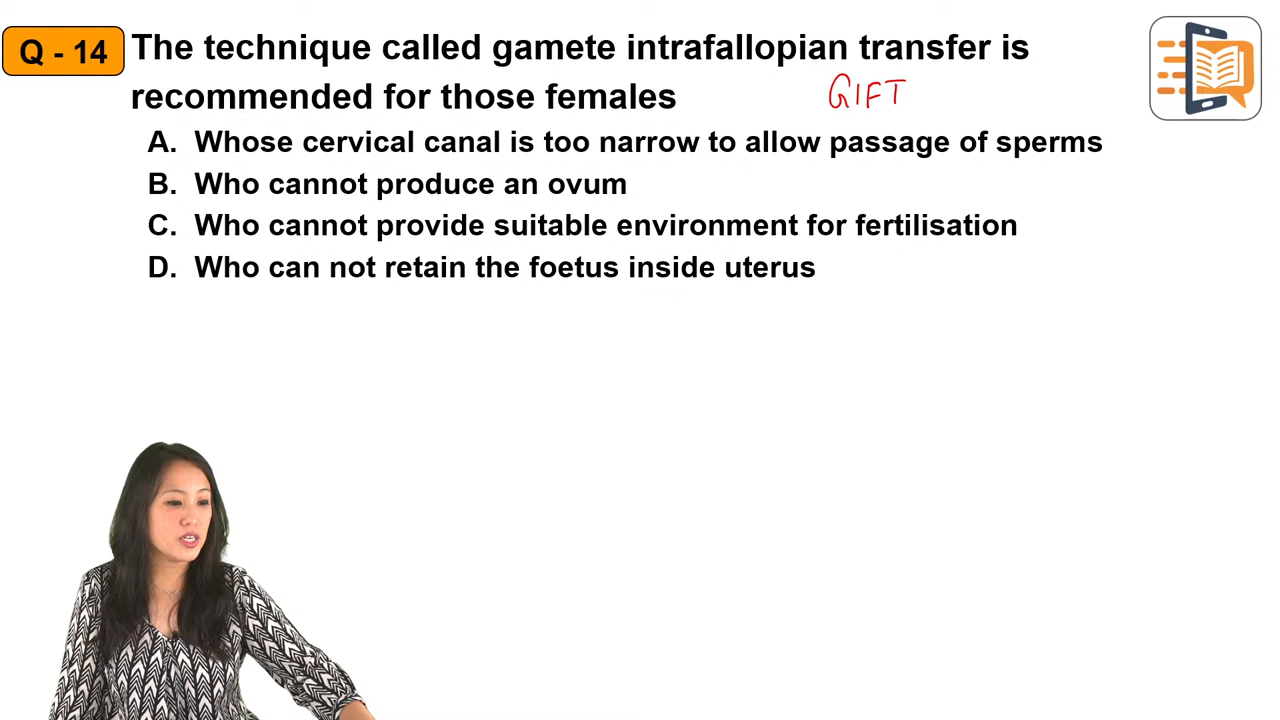 Q - 14
The technique called gamete intrafallopian transfer is
recommended for those females
GIFT
A. Whose cervical canal is too narrow to allow passage of sperms
B. Who cannot produce an ovum
C. Who cannot provide suitable environment for fertilisation
D. Who can not retain the foetus inside uterus